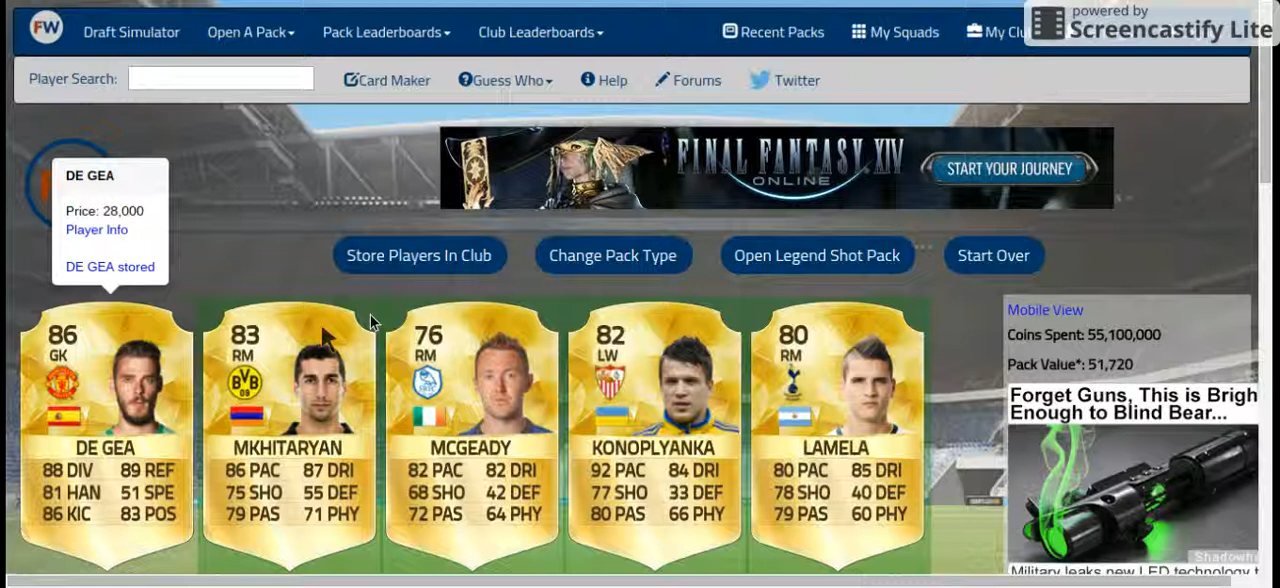 powered by
Screencastify Lite
FW
Draft Simulator
Open A Pack
Pack Leaderboards
Club Leaderboards
Recent Packs
My Squads
My Clu
Player Search:
Card Maker
Guess Who
Help
Forums
Twitter
FINAL FANTASY XIV
ONLINE
START YOUR JOURNEY
DE GEA
Price: 28,000
Player Info
DE GEA stored
Store Players In Club
Change Pack Type
Open Legend Shot Pack
Start Over
86
GK
DE GEA
88 DIV 89 REF
81 HAN 51 SPE
86 KIC 83 POS
83
RM
BVB
09
MKHITARYAN
86 PAC 87 DRI
75 SHO 55 DEF
79 PAS 71 PHY
76
RM
MCGEADY
82 PAC 82 DRI
68 SHO 42 DEF
72 PAS 64 PHY
82
LW
KONOPLYANKA
92 PAC 84 DRI
77 SHO 33 DEF
80 PAS 66 PHY
80
RM
LAMELA
80 PAC 85 DRI
78 SHO 40 DEF
79 PAS 60 PHY
Mobile View
Coins Spent: 55,100,000
Pack Value*: 51,720
Forget Guns, This is Brigh
Enough to Blind Bear...
Shadowh
Military leaks new LED technology t